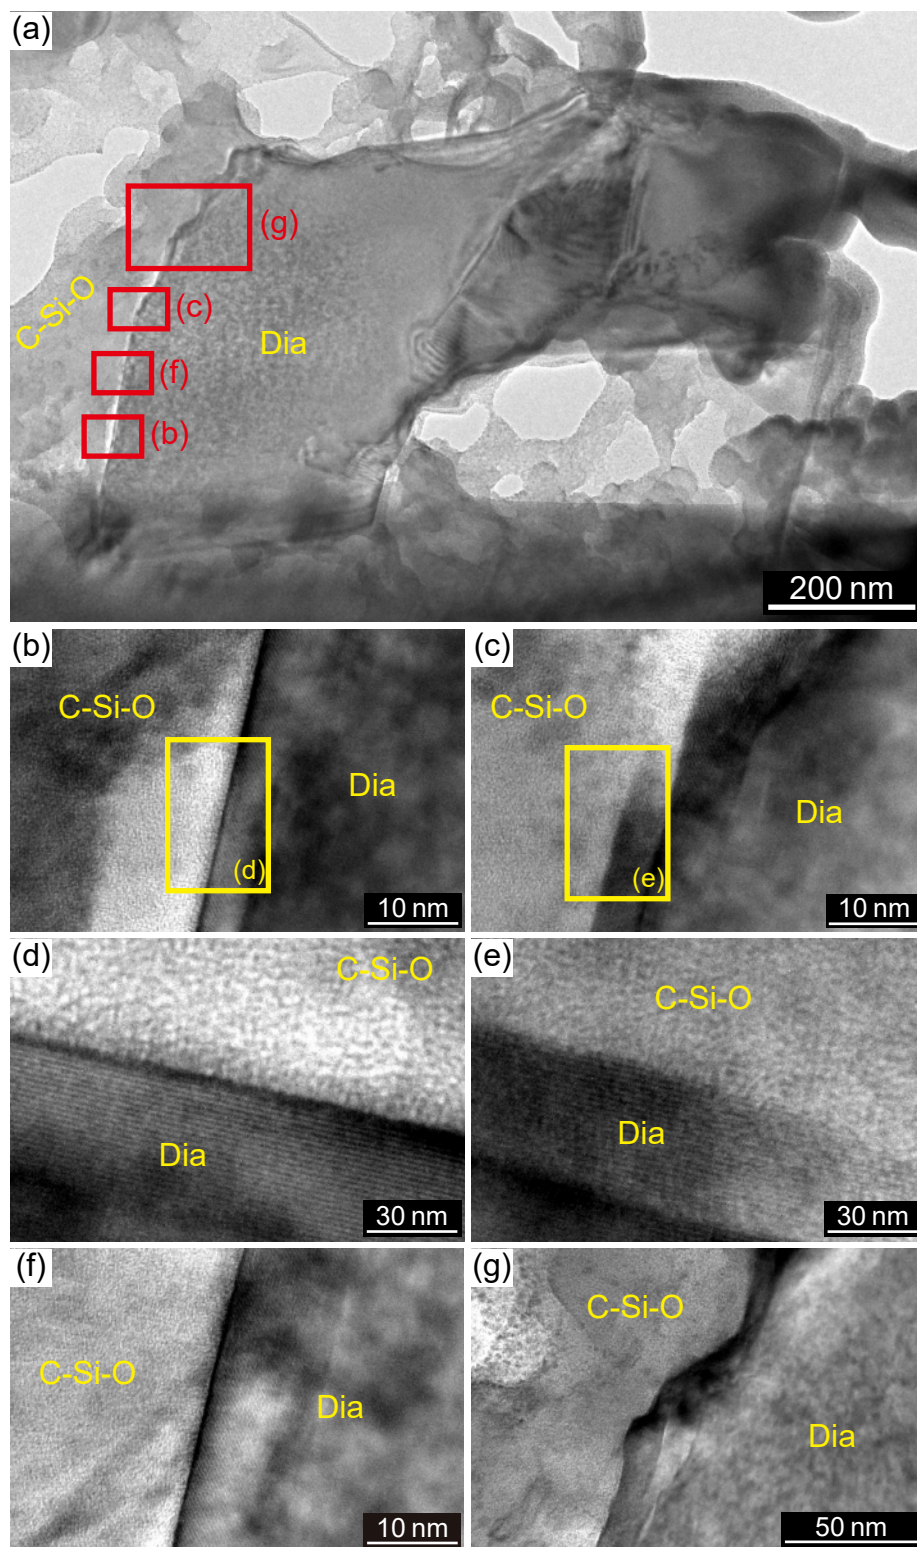 (a)
(g)
(c)
C-Si-O
Dia
(f)
(b)
200 nm
(b)
C-Si-O
Dia
(d)
10 nm
(c)
C-Si-O
Dia
(e)
10 nm
(d)
C-Si-O
Dia
30 nm
(e)
C-Si-O
Dia
30 nm
(f)
C-Si-O
Dia
10 nm
(g)
C-Si-O
Dia
50 nm